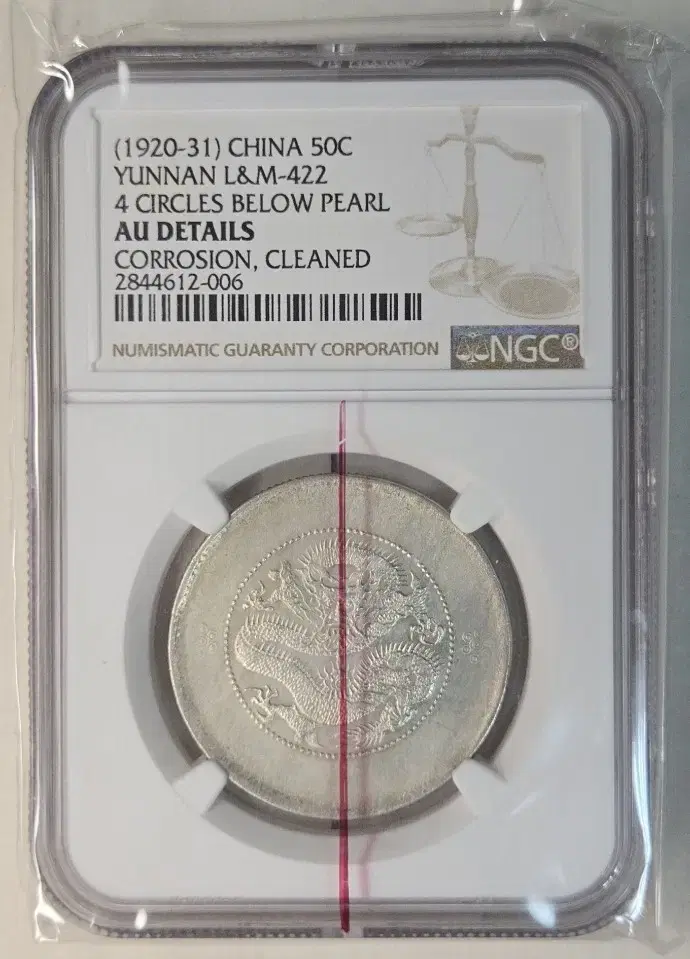 (1920-31) CHINA 50C
YUNNAN L&M-422
4 CIRCLES BELOW PEARL
AU DETAILS
CORROSION, CLEANED
2844612-006
NUMISMATIC GUARANTY CORPORATION
NGC®